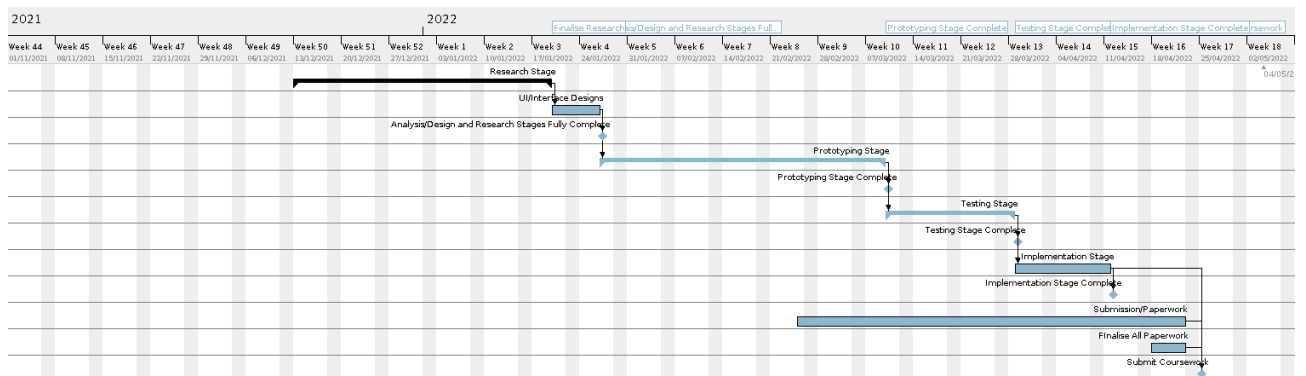 2021
2022
Finalise Research
is/Design and Research Stages Full...
Prototyping Stage Complete
Testing Stage Complet
Implementation Stage Complete
rsework
Week 44
Week 45
Week 46
Week 47
Week 48
Week 49
Week 50
Week 51
Week 52
Week 1
Week 2
Week 3
Week 4
Week 5
Week 6
Week 7
Week 8
Week 9
Week 10
Week 11
Week 12
Week 13
Week 14
Week 15
Week 16
Week 17
Week 18
01/11/2021
08/11/2021
15/11/2021
22/11/2021
29/11/2021
06/12/2021
13/12/2021
20/12/2021
27/12/2021
03/01/2022
10/01/2022
17/01/2022
24/01/2022
31/01/2022
07/02/2022
14/02/2022
21/02/2022
28/02/2022
07/03/2022
14/03/2022
21/03/2022
28/03/2022
04/04/2022
11/04/2022
18/04/2022
25/04/2022
02/05/2022
04/05/2
Research Stage
UI/Interface Designs
Analysis/Design and Research Stages Fully Complete
Prototyping Stage
Prototyping Stage Complete
Testing Stage
Testing Stage Complete
Implementation Stage
Implementation Stage Complete
Submission/Paperwork
FInalise All Paperwork
Submit Coursework